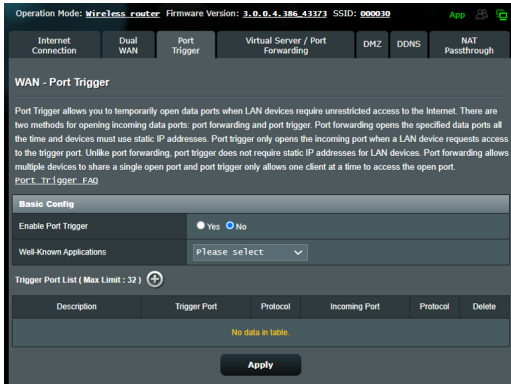 Operation Mode: Wireless router Firmware Version: 3.0.0.4.386_43373 SSID: 000030 App
Internet Connection
Dual WAN
Port Trigger
Virtual Server / Port Forwarding
DMZ
DDNS
NAT Passthrough
WAN - Port Trigger
Port Trigger allows you to temporarily open data ports when LAN devices require unrestricted access to the Internet. There are
two methods for opening incoming data ports: port forwarding and port trigger. Port forwarding opens the specified data ports all
the time and devices must use static IP addresses. Port trigger only opens the incoming port when a LAN device requests access
to the trigger port. Unlike port forwarding, port trigger does not require static IP addresses for LAN devices. Port forwarding allows
multiple devices to share a single open port and port trigger only allows one client at a time to access the open port.
Port Trigger FAQ
Basic Config
Enable Port Trigger Yes No
Well-Known Applications Please select
Trigger Port List ( Max Limit : 32 )
Description Trigger Port Protocol Incoming Port Protocol Delete
No data in table.
Apply